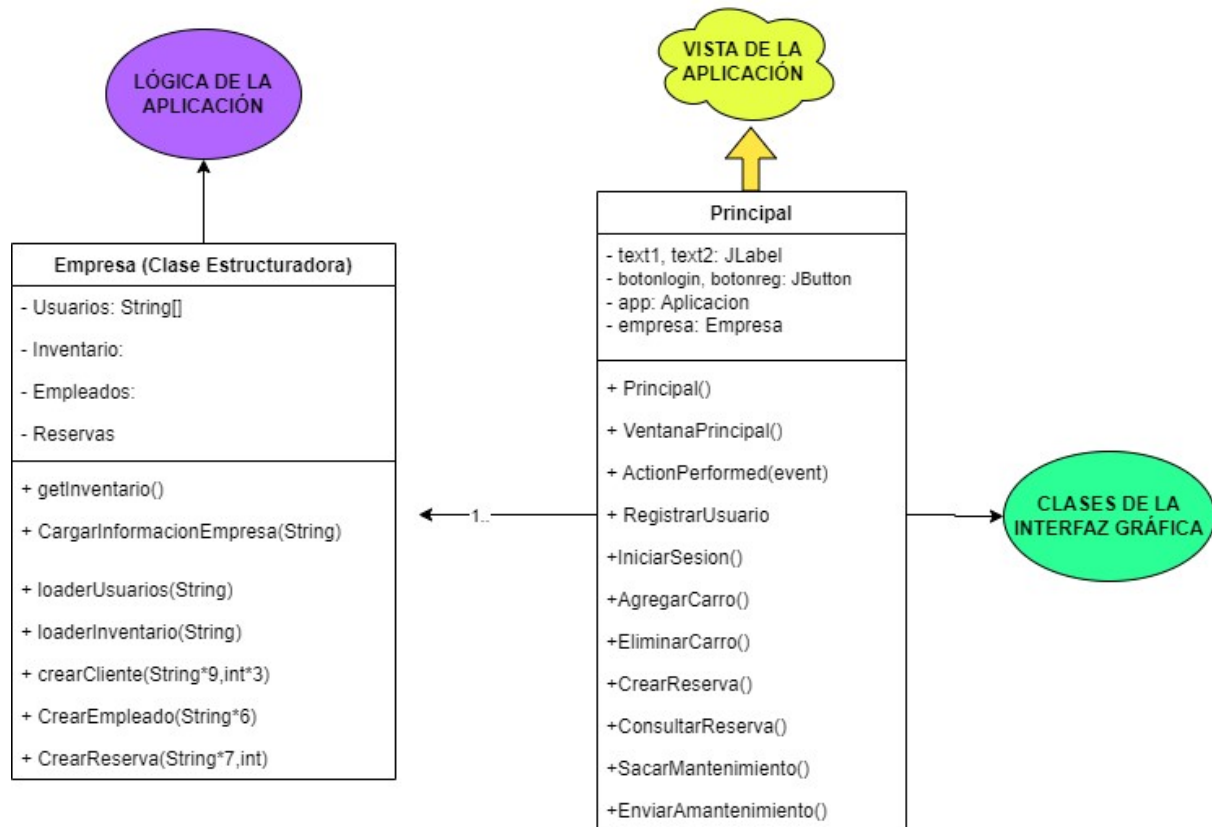 LÓGICA DE LA
APLICACIÓN
VISTA DE LA
APLICACIÓN
Empresa (Clase Estructuradora)
- Usuarios: String[]
- Inventario:
- Empleados:
- Reservas
+ getInventario()
+ CargarInformacionEmpresa(String)
+ loaderUsuarios(String)
+ loaderInventario(String)
+ crearCliente(String*9,int*3)
+ CrearEmpleado(String*6)
+ CrearReserva(String*7,int)
1..
Principal
- text1, text2: JLabel
- botonlogin, botonreg: JButton
- app: Aplicacion
- empresa: Empresa
+ Principal()
+ VentanaPrincipal()
+ ActionPerformed(event)
+ RegistrarUsuario
+IniciarSesion()
+AgregarCarro()
+EliminarCarro()
+CrearReserva()
+ConsultarReserva()
+SacarMantenimiento()
+EnviarAmantenimiento()
CLASES DE LA
INTERFAZ GRÁFICA